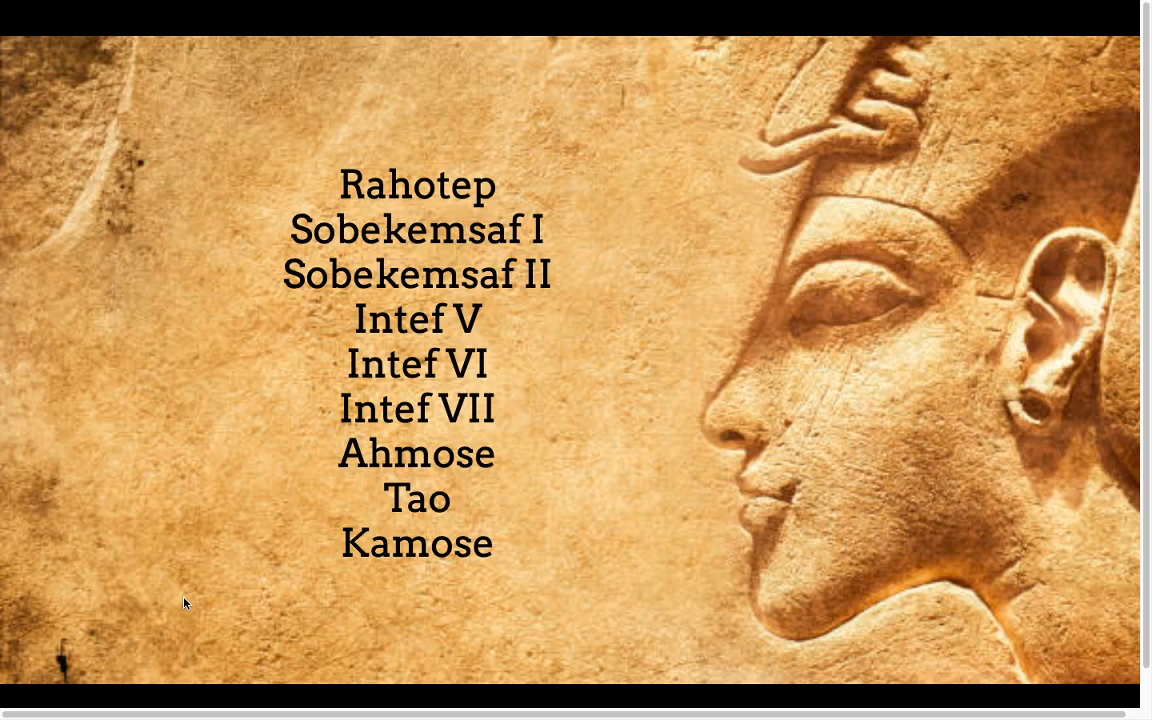 Rahotep
Sobekemsaf I
Sobekemsaf II
Intef V
Intef VI
Intef VII
Ahmose
Tao
Kamose